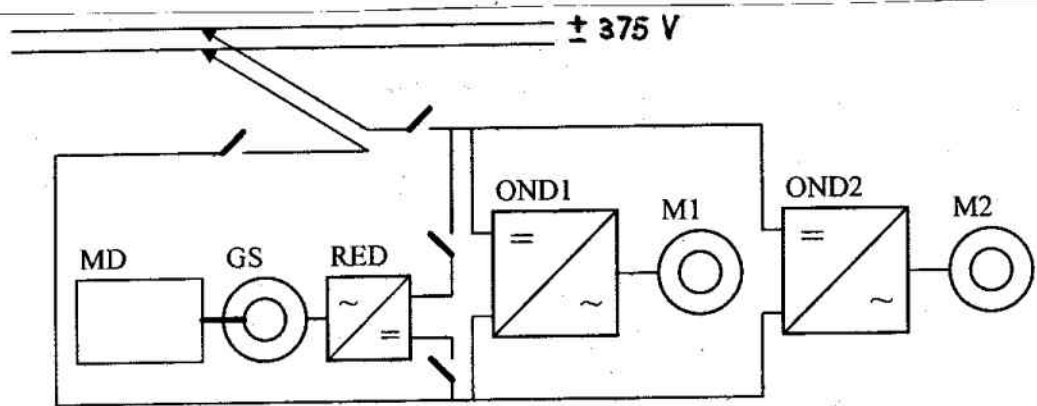 ± 375 V
OND1
OND2
M1
M2
MD
GS
RED
=
~
=
~
~
=